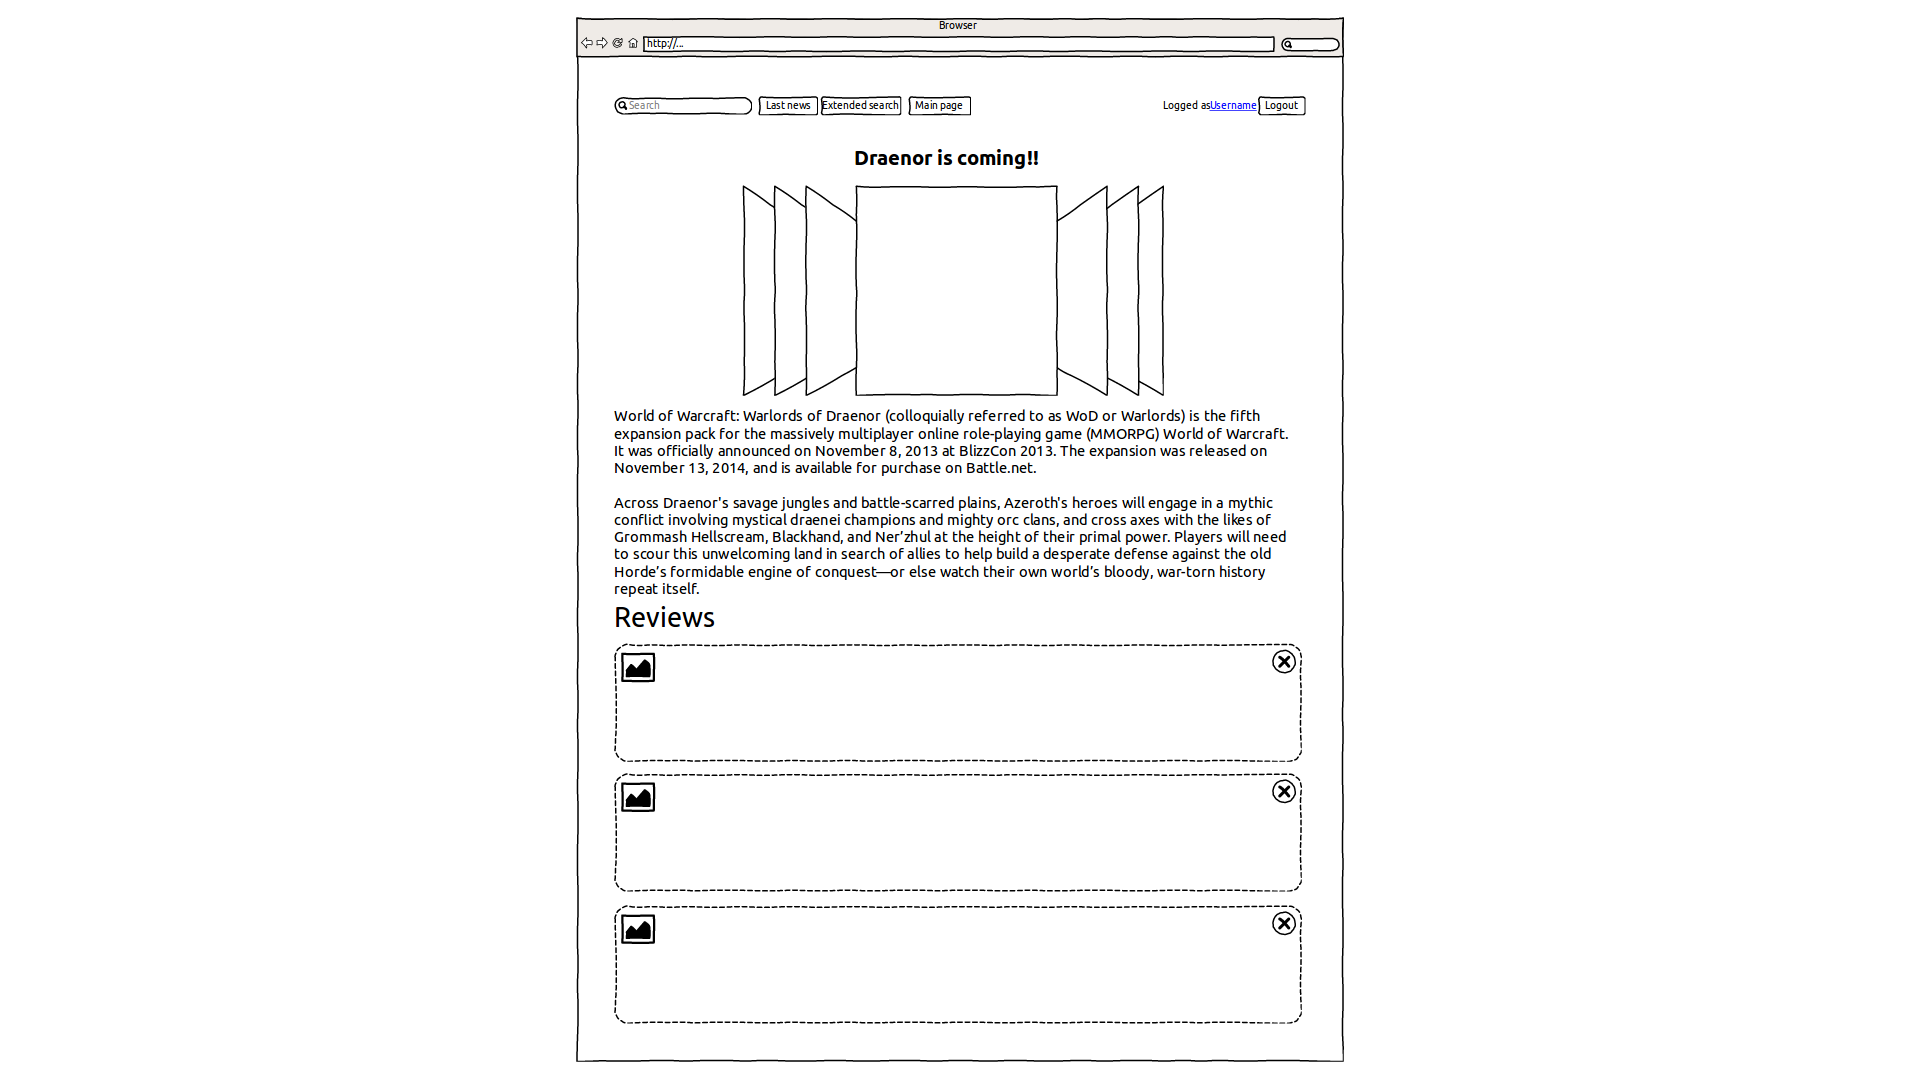 Browser
http://...
Search
Last news
Extended search
Main page
Logged as Username
Logout
Draenor is coming!!
World of Warcraft: Warlords of Draenor (colloquially referred to as WoD or Warlords) is the fifth
expansion pack for the massively multiplayer online role-playing game (MMORPG) World of Warcraft.
It was officially announced on November 8, 2013 at BlizzCon 2013. The expansion was released on
November 13, 2014, and is available for purchase on Battle.net.
Across Draenor's savage jungles and battle-scarred plains, Azeroth's heroes will engage in a mythic
conflict involving mystical draenei champions and mighty orc clans, and cross axes with the likes of
Grommash Hellscream, Blackhand, and Ner’zhul at the height of their primal power. Players will need
to scour this unwelcoming land in search of allies to help build a desperate defense against the old
Horde’s formidable engine of conquest—or else watch their own world’s bloody, war-torn history
repeat itself.
Reviews